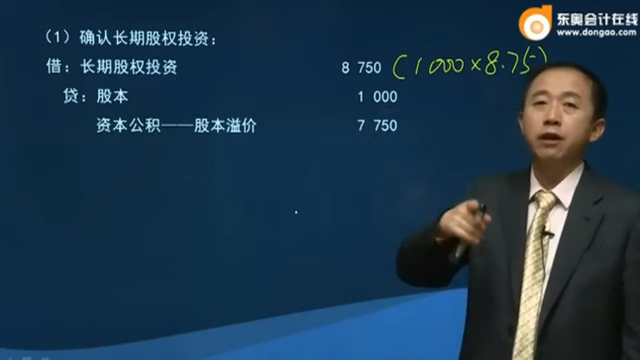 东奥会计在线
www.dongao.com
(1)确认长期股权投资：
借：长期股权投资 8 750 (1000×8.75)
贷：股本 1 000
资本公积——股本溢价 7 750